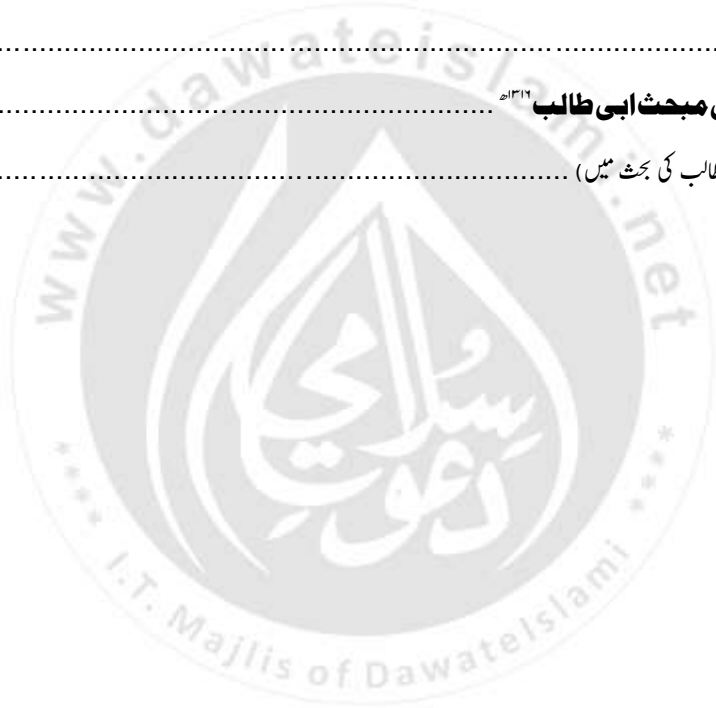 ....................................................................................
مبحث ابی طالب ۱۳۱۶ھ ............................................................
طالب کی بحث میں) ............................................................
www.dawateislami.net
دعوتِ اسلامی
**** I.T. Majlis of DawateIslami ****